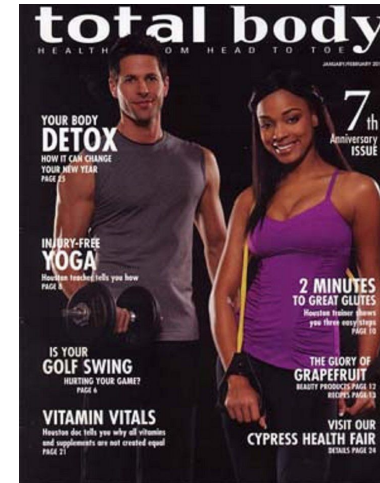 total body
HEALTH FROM HEAD TO TOE
JANUARY/FEBRUARY
YOUR BODY
DETOX
HOW IT CAN CHANGE
YOUR NEW YEAR
PAGE 25
7th
Anniversary
ISSUE
INJURY-FREE
YOGA
Houston teacher tells you how
PAGE 8
2 MINUTES
TO GREAT GLUTES
Houston trainer shows
you three easy steps
PAGE 10
IS YOUR
GOLF SWING
HURTING YOUR GAME?
PAGE 6
THE GLORY OF
GRAPEFRUIT
BEAUTY PRODUCTS PAGE 12
RECIPES PAGE 13
VITAMIN VITALS
Houston doc tells you why all vitamins
and supplements are not created equal
PAGE 21
VISIT OUR
CYPRESS HEALTH FAIR
DETAILS PAGE 24